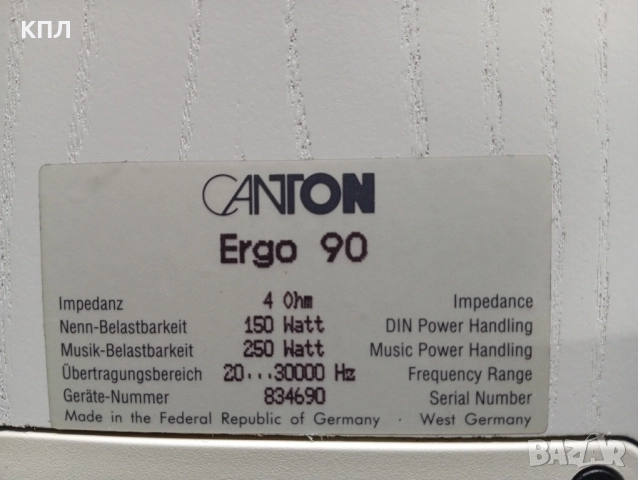 КПЛ
CANTON
Ergo 90
Impedanz 4 Ohm Impedance
Nenn-Belastbarkeit 150 Watt DIN Power Handling
Musik-Belastbarkeit 250 Watt Music Power Handling
Übertragungsbereich 20...30000 Hz Frequency Range
Geräte-Nummer 834690 Serial Number
Made in the Federal Republic of Germany · West Germany
BAZAR